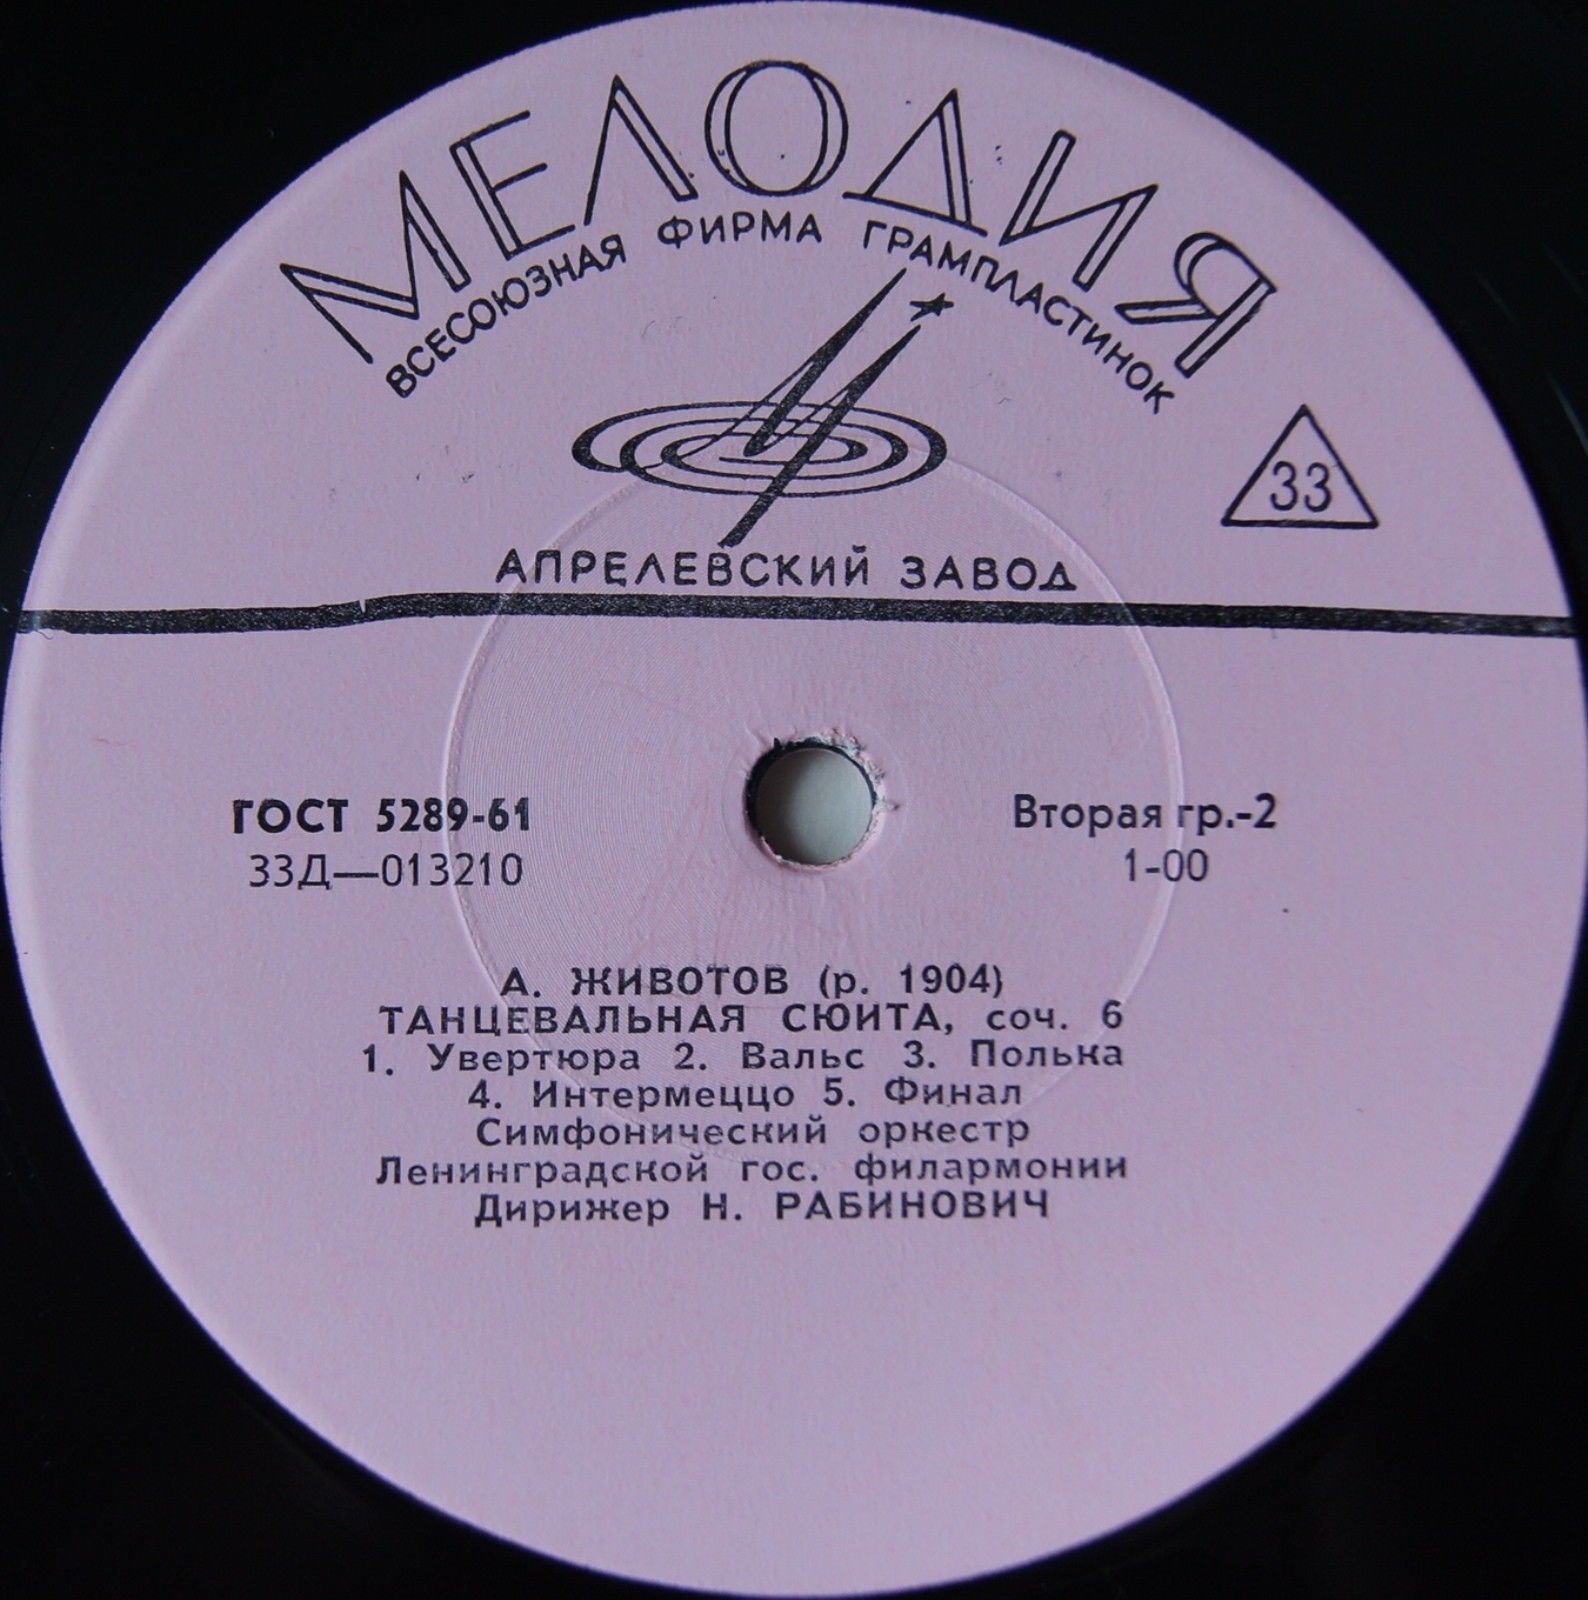 МЕЛОДИЯ
ВСЕСОЮЗНАЯ ФИРМА ГРАМПЛАСТИНОК
33
АПРЕЛЕВСКИЙ ЗАВОД
ГОСТ 5289-61
33Д—013210
Вторая гр.-2
1-00
А. ЖИВОТОВ (р. 1904)
ТАНЦЕВАЛЬНАЯ СЮИТА, соч. 6
1. Увертюра 2. Вальс 3. Полька
4. Интермеццо 5. Финал
Симфонический оркестр
Ленинградской гос. филармонии
Дирижер Н. РАБИНОВИЧ